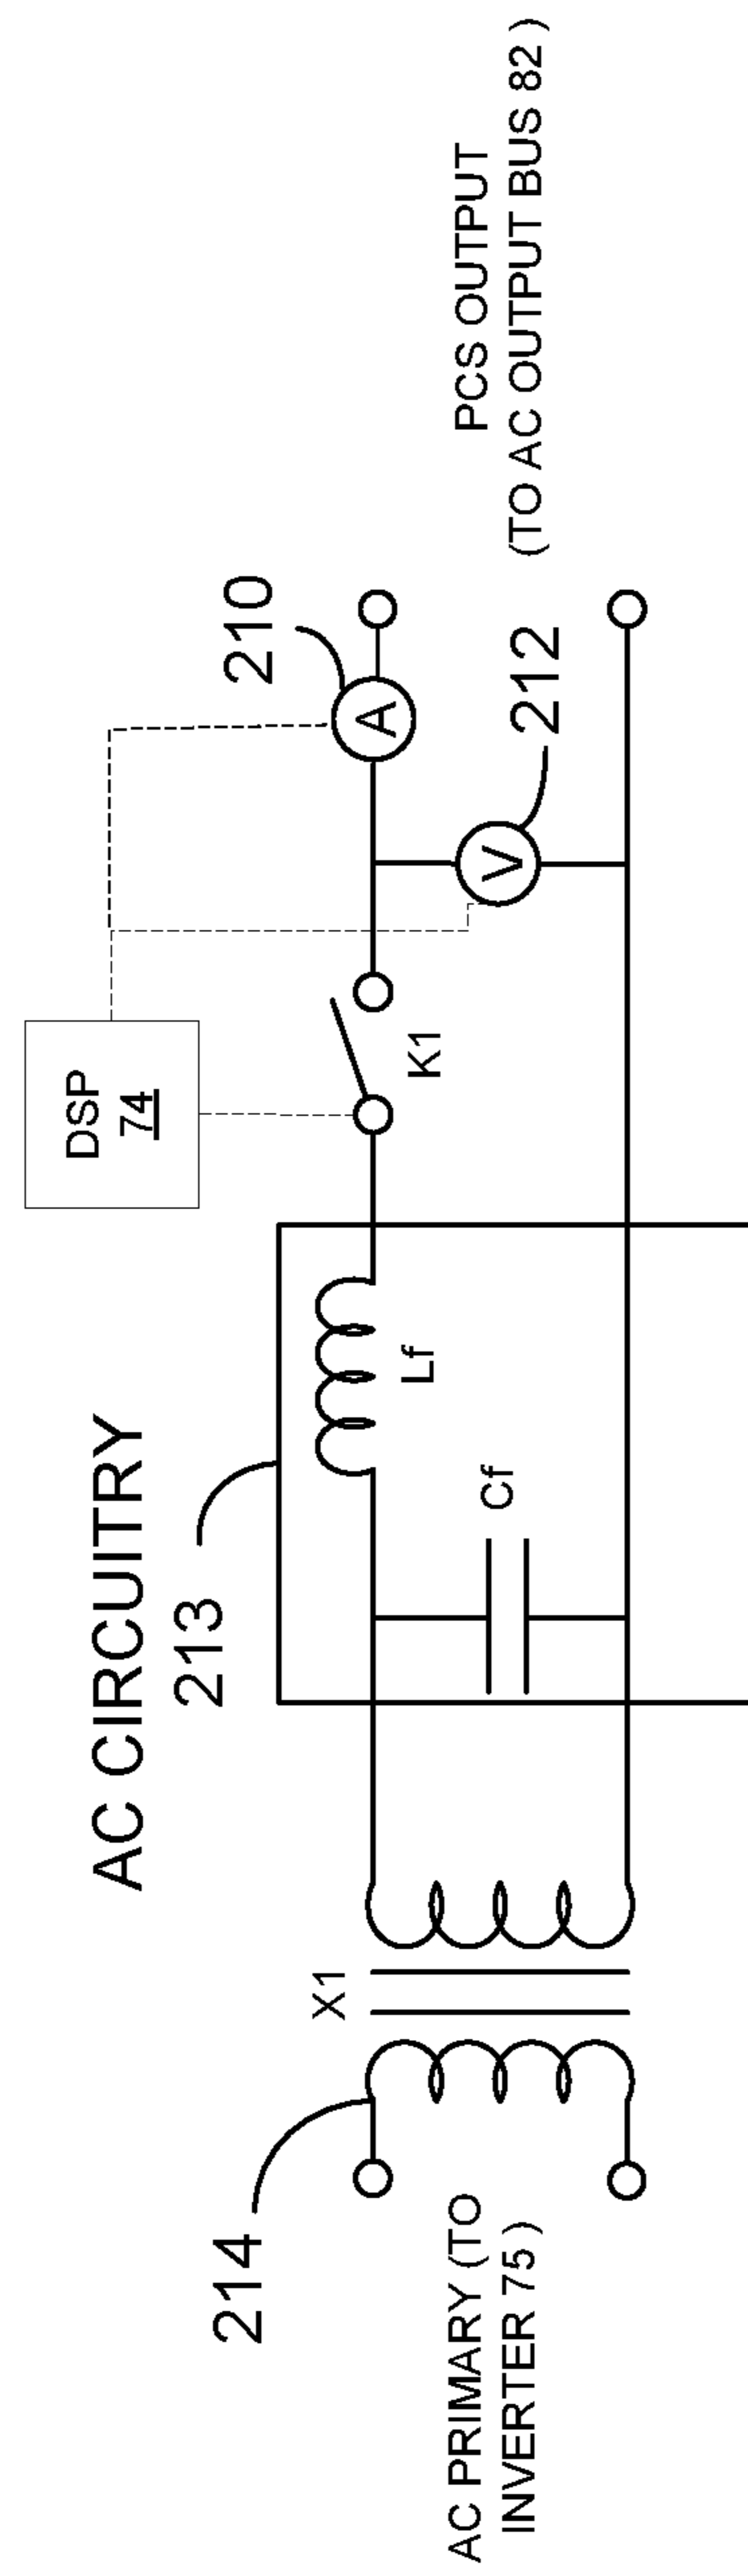 AC CIRCUITRY
214
213
210
DSP
74
X1
Lf
Cf
K1
A
V
212
AC PRIMARY (TO
INVERTER 75 )
PCS OUTPUT
(TO AC OUTPUT BUS 82 )